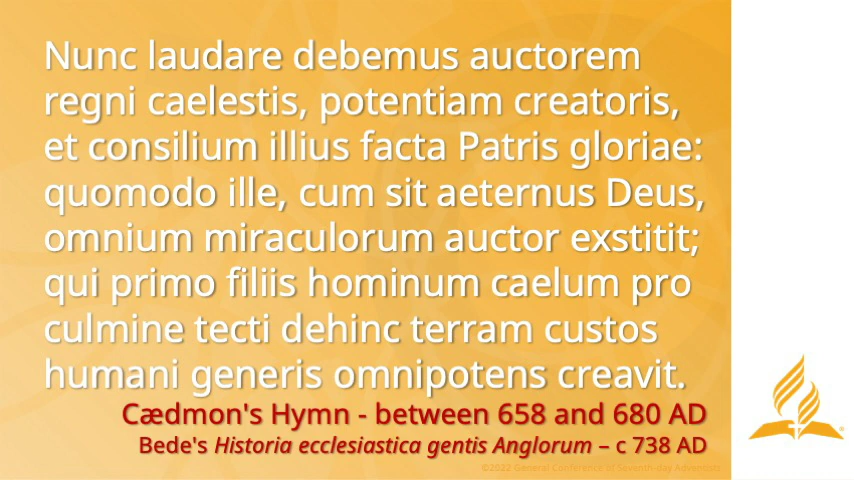 Nunc laudare debemus auctorem
regni caelestis, potentiam creatoris,
et consilium illius facta Patris gloriae:
quomodo ille, cum sit aeternus Deus,
omnium miraculorum auctor exstitit;
qui primo filiis hominum caelum pro
culmine tecti dehinc terram custos
humani generis omnipotens creavit.
Cædmon's Hymn - between 658 and 680 AD
Bede's Historia ecclesiastica gentis Anglorum – c 738 AD
©2022 General Conference of Seventh-day Adventists